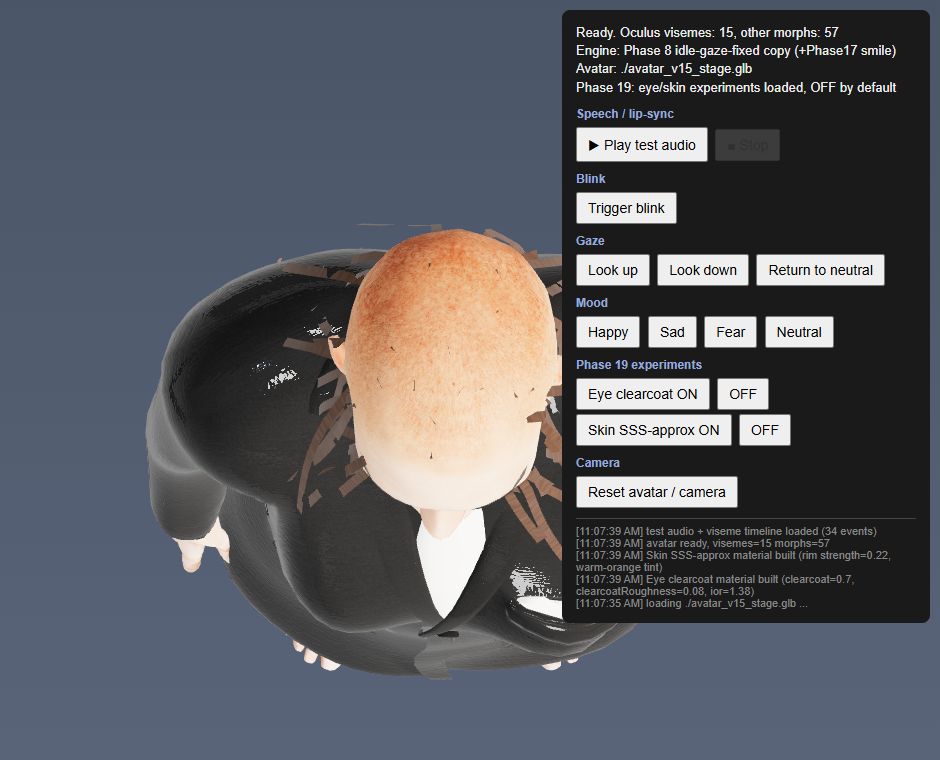 Ready. Oculus visemes: 15, other morphs: 57
Engine: Phase 8 idle-gaze-fixed copy (+Phase17 smile)
Avatar: ./avatar_v15_stage.glb
Phase 19: eye/skin experiments loaded, OFF by default
Speech / lip-sync
▶ Play test audio ■ Stop
Blink
Trigger blink
Gaze
Look up Look down Return to neutral
Mood
Happy Sad Fear Neutral
Phase 19 experiments
Eye clearcoat ON OFF
Skin SSS-approx ON OFF
Camera
Reset avatar / camera
[11:07:39 AM] test audio + viseme timeline loaded (34 events)
[11:07:39 AM] avatar ready, visemes=15 morphs=57
[11:07:39 AM] Skin SSS-approx material built (rim strength=0.22,
warm-orange tint)
[11:07:39 AM] Eye clearcoat material built (clearcoat=0.7,
clearcoatRoughness=0.08, ior=1.38)
[11:07:35 AM] loading ./avatar_v15_stage.glb ...